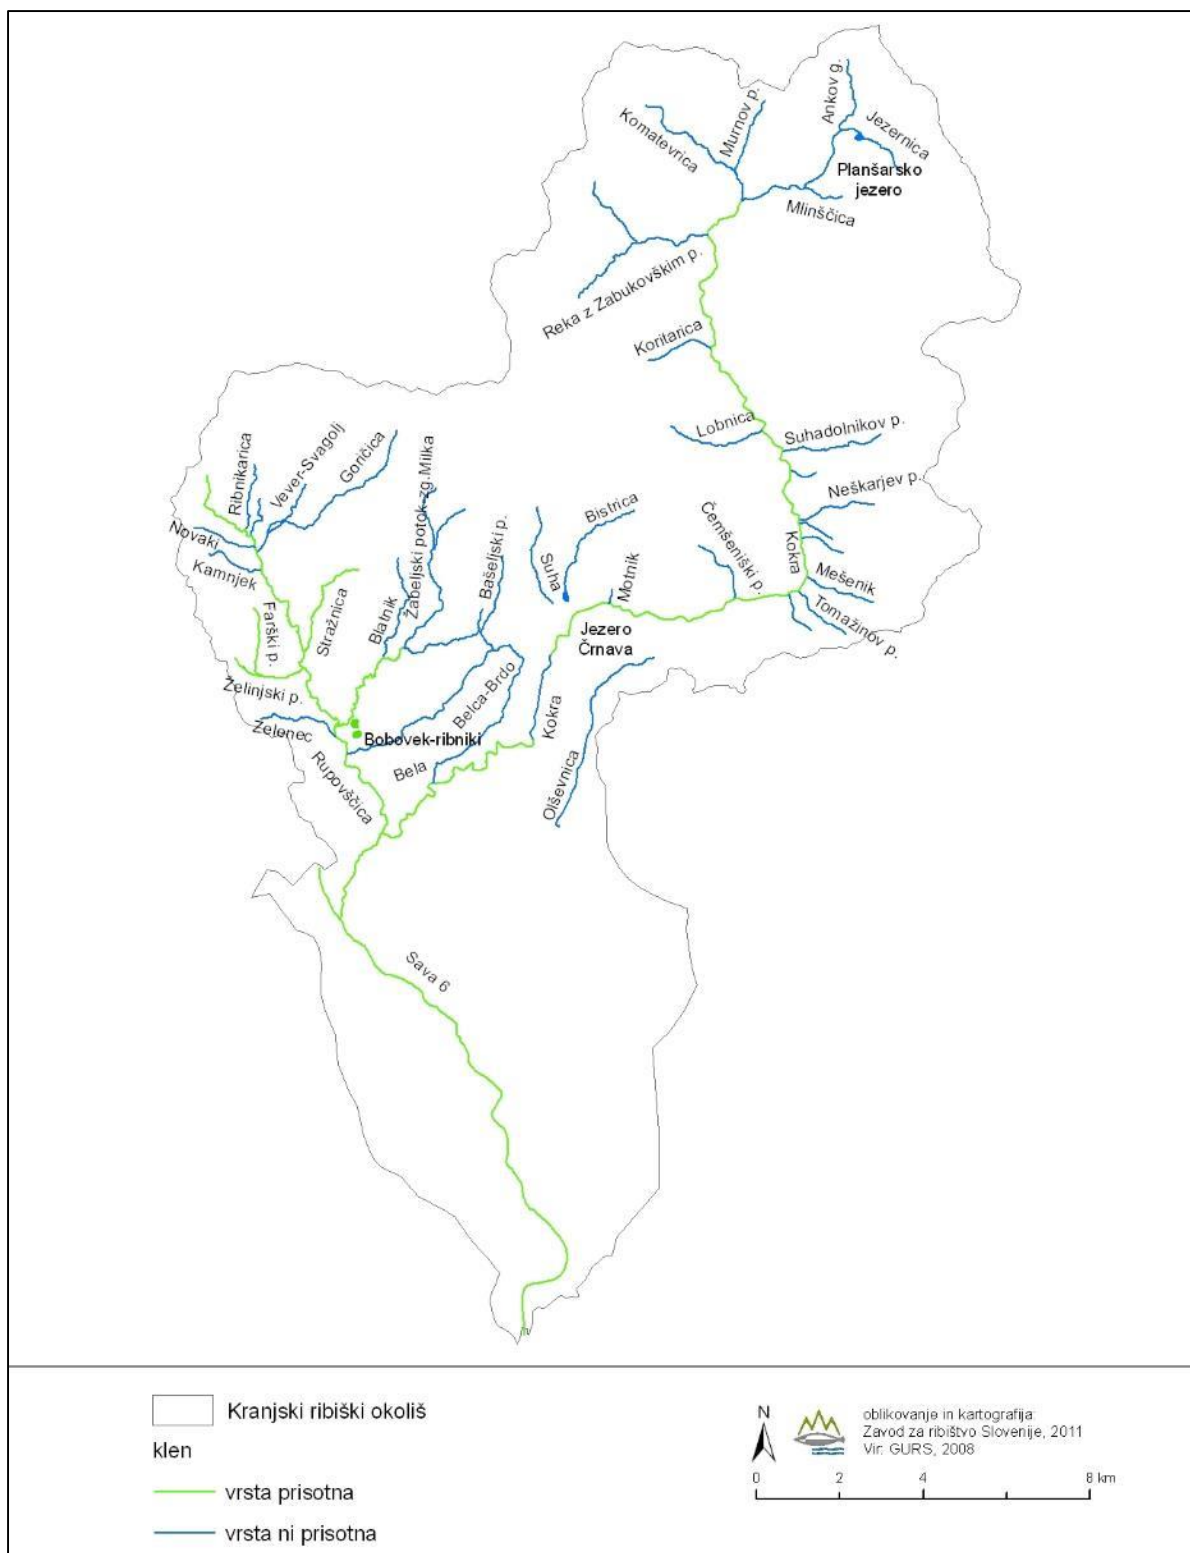 Ankov g.
Jezernica
Murnov p.
Komatevrica
Planšarsko
jezero
Mlinščica
Reka z Zabukovškim p.
Koritarica
Lobnica
Suhadolnikov p.
Neškarjev p.
Ribnikarica
Vever-Svagolj
Goričica
Žabeljski potok-zg.Milka
Bašeljski p.
Bistrica
Suha
Čemšeniški p.
Kokra
Novaki
Kamnjek
Motnik
Mešenik
Tomažinov p.
Farški p.
Stražnica
Blatnik
Jezero
Črnava
Želinjski p.
Belca-Brdo
Kokra
Zelenec
Bobovek-ribniki
Rupovščica
Bela
Olševnica
Sava 6
Kranjski ribiški okoliš
klen
vrsta prisotna
vrsta ni prisotna
N
oblikovanje in kartografija:
Zavod za ribištvo Slovenije, 2011
Vir: GURS, 2008
0 2 4 8 km